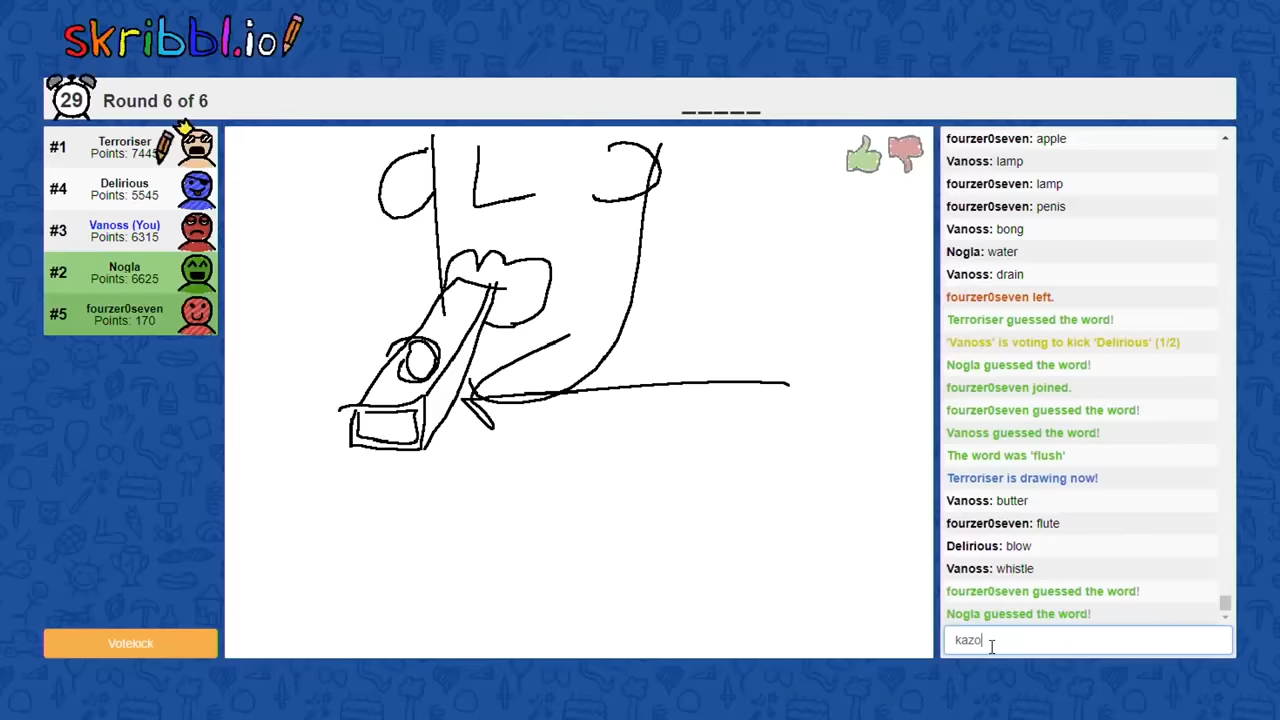 skribbl.io
29
Round 6 of 6
_____
#1
Terroriser
Points: 7445
#4
Delirious
Points: 5545
#3
Vanoss (You)
Points: 6315
#2
Nogla
Points: 6625
#5
fourzer0seven
Points: 170
Votekick
fourzer0seven: apple
Vanoss: lamp
fourzer0seven: lamp
fourzer0seven: penis
Vanoss: bong
Nogla: water
Vanoss: drain
fourzer0seven left.
Terroriser guessed the word!
'Vanoss' is voting to kick 'Delirious' (1/2)
Nogla guessed the word!
fourzer0seven joined.
fourzer0seven guessed the word!
Vanoss guessed the word!
The word was 'flush'
Terroriser is drawing now!
Vanoss: butter
fourzer0seven: flute
Delirious: blow
Vanoss: whistle
fourzer0seven guessed the word!
Nogla guessed the word!
kazo